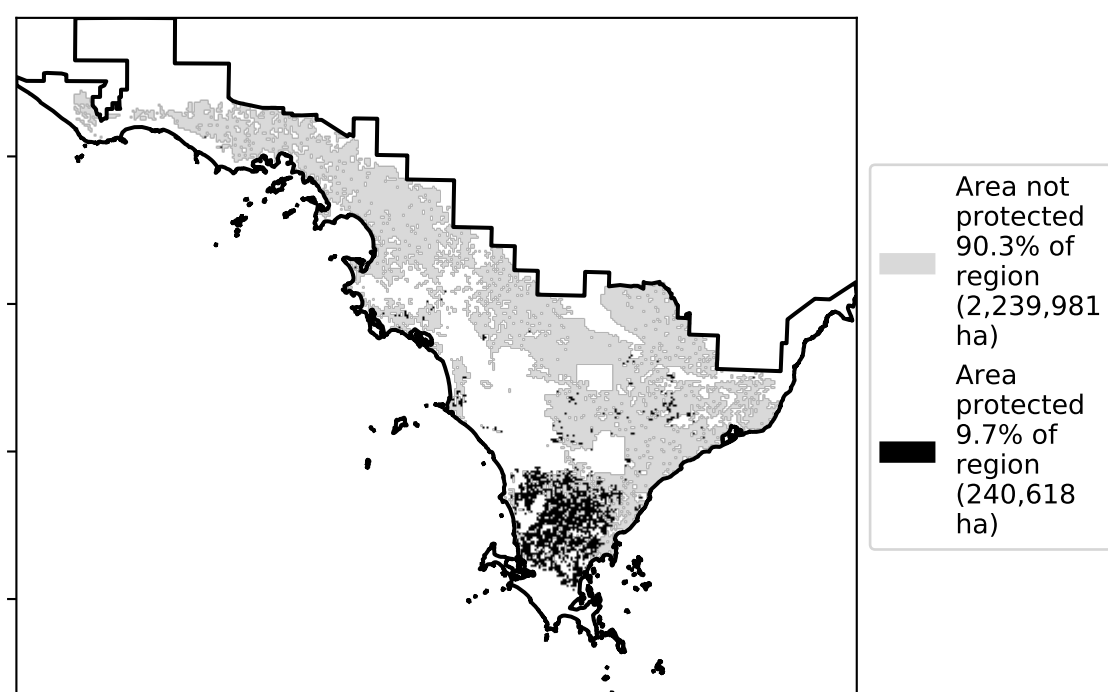 Area not
protected
90.3% of
region
(2,239,981
ha)
Area
protected
9.7% of
region
(240,618
ha)